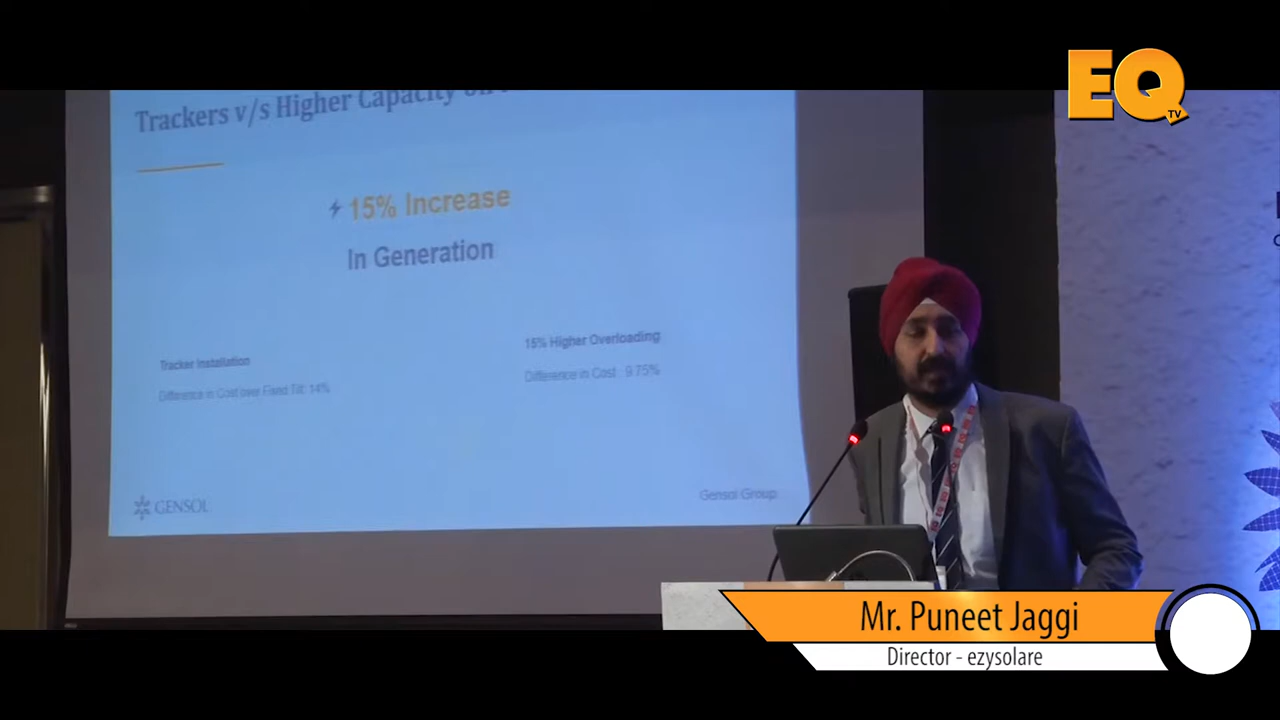 EQ
TV
Trackers v/s Higher Capacity
15% Increase
In Generation
Tracker Installation
Difference in Cost over Fixed Tilt: 14%
15% Higher Overloading
Difference in Cost : 9.75%
GENSOL
Gensol Group
Mr. Puneet Jaggi
Director - ezysolare